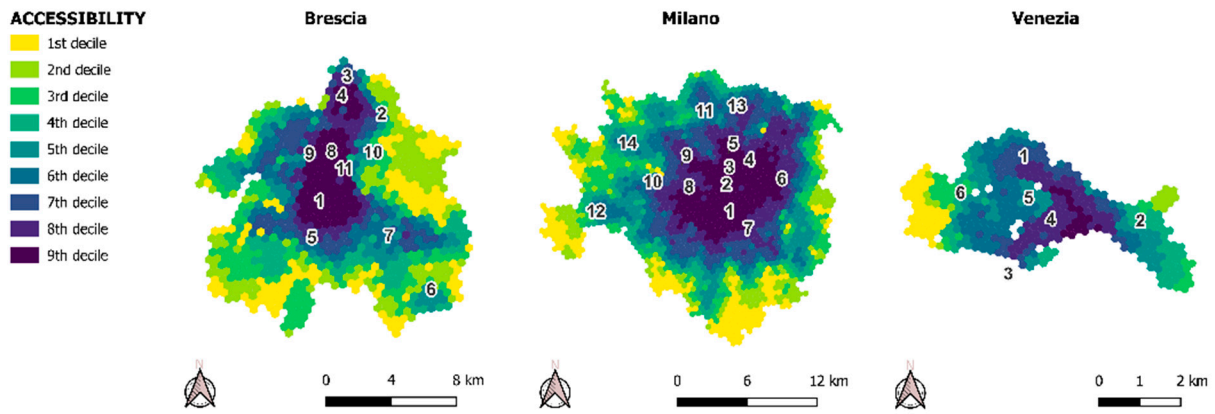 ACCESSIBILITY
1st decile
2nd decile
3rd decile
4th decile
5th decile
6th decile
7th decile
8th decile
9th decile
Brescia
3
4
2
9 8 10
11
1
5 7
6
N
0 4 8 km
Milano
11 13
14 5
9 4
3
10 8 2 6
12 1
7
N
0 6 12 km
Venezia
1
6 5
4 2
3
N
0 1 2 km